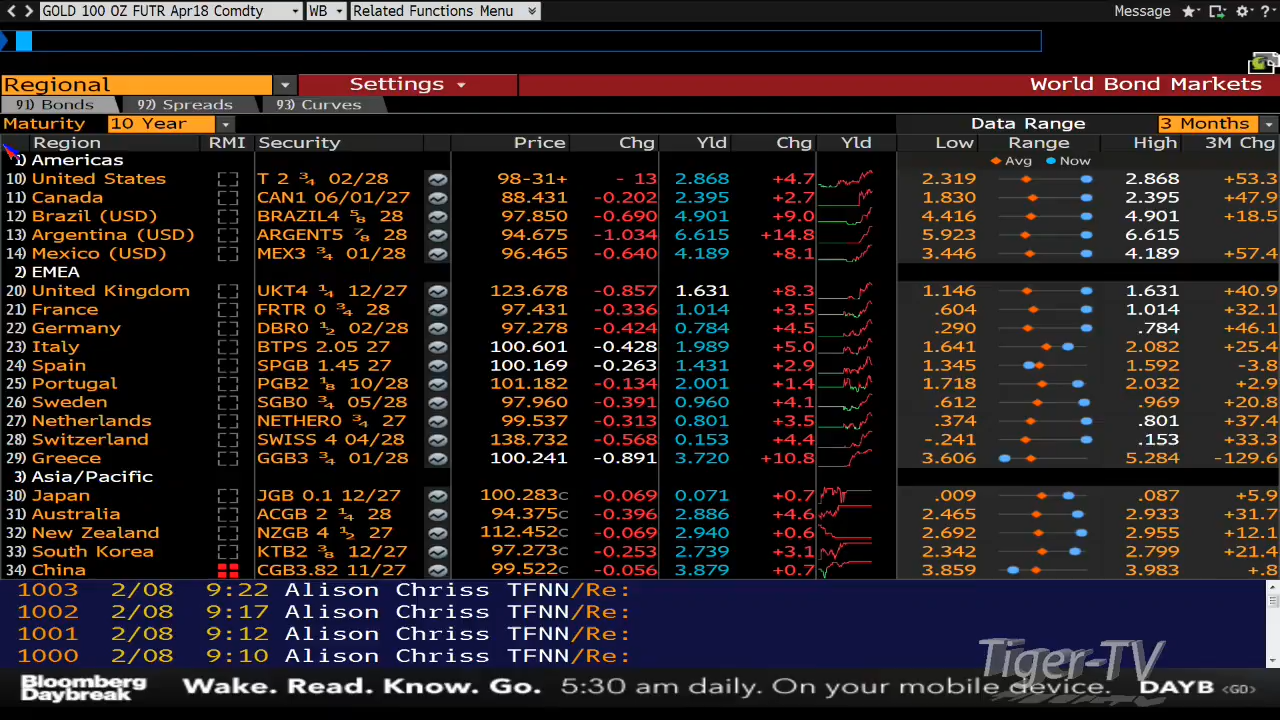 GOLD 100 OZ FUTR Apr18 Comdty WB Related Functions Menu Message ?
Regional Settings World Bond Markets
91) Bonds 92) Spreads 93) Curves
Maturity 10 Year Data Range 3 Months
Region RMI Security Price Chg Yld Chg Yld Low Range High 3M Chg
1) Americas Avg Now
10) United States T 2 ¾ 02/28 98-31+ - 13 2.868 +4.7 2.319 2.868 +53.3
11) Canada CAN1 06/01/27 88.431 -0.202 2.395 +2.7 1.830 2.395 +47.9
12) Brazil (USD) BRAZIL4 ⅝ 28 97.850 -0.690 4.901 +9.0 4.416 4.901 +18.5
13) Argentina (USD) ARGENT5 ⅞ 28 94.675 -1.034 6.615 +14.8 5.923 6.615
14) Mexico (USD) MEX3 ¾ 01/28 96.465 -0.640 4.189 +8.1 3.446 4.189 +57.4
2) EMEA
20) United Kingdom UKT4 ¼ 12/27 123.678 -0.857 1.631 +8.3 1.146 1.631 +40.9
21) France FRTR 0 ¾ 28 97.431 -0.336 1.014 +3.5 .604 1.014 +32.1
22) Germany DBR0 ½ 02/28 97.278 -0.424 0.784 +4.5 .290 .784 +46.1
23) Italy BTPS 2.05 27 100.601 -0.428 1.989 +5.0 1.641 2.082 +25.4
24) Spain SPGB 1.45 27 100.169 -0.263 1.431 +2.9 1.345 1.592 -3.8
25) Portugal PGB2 ⅛ 10/28 101.182 -0.134 2.001 +1.4 1.718 2.032 +2.9
26) Sweden SGB0 ¾ 05/28 97.960 -0.391 0.960 +4.1 .612 .969 +20.8
27) Netherlands NETHER0 ¾ 27 99.537 -0.313 0.801 +3.5 .374 .801 +37.4
28) Switzerland SWISS 4 04/28 138.732 -0.568 0.153 +4.4 -.241 .153 +33.3
29) Greece GGB3 ¾ 01/28 100.241 -0.891 3.720 +10.8 3.606 5.284 -129.6
3) Asia/Pacific
30) Japan JGB 0.1 12/27 100.283c -0.069 0.071 +0.7 .009 .087 +5.9
31) Australia ACGB 2 ¼ 28 94.375c -0.396 2.886 +4.6 2.465 2.933 +31.7
32) New Zealand NZGB 4 ½ 27 112.452c -0.006 2.940 +0.6 2.692 2.955 +12.1
33) South Korea KTB2 ⅜ 12/27 97.273c -0.253 2.739 +3.1 2.342 2.799 +21.4
34) China CGB3.82 11/27 99.522c -0.056 3.879 +0.7 3.859 3.983 +.8
1003 2/08 9:22 Alison Chriss TFNN/Re:
1002 2/08 9:17 Alison Chriss TFNN/Re:
1001 2/08 9:12 Alison Chriss TFNN/Re:
1000 2/08 9:10 Alison Chriss TFNN/Re:
Tiger-TV
Bloomberg Daybreak Wake. Read. Know. Go. 5:30 am daily. On your mobile device. DAYB <GO>